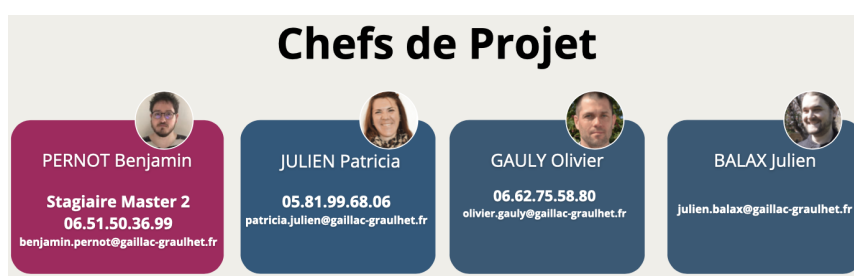 Chefs de Projet
PERNOT Benjamin
Stagiaire Master 2
06.51.50.36.99
benjamin.pernot@gaillac-graulhet.fr
JULIEN Patricia
05.81.99.68.06
patricia.julien@gaillac-graulhet.fr
GAULY Olivier
06.62.75.58.80
olivier.gauly@gaillac-graulhet.fr
BALAX Julien
julien.balax@gaillac-graulhet.fr